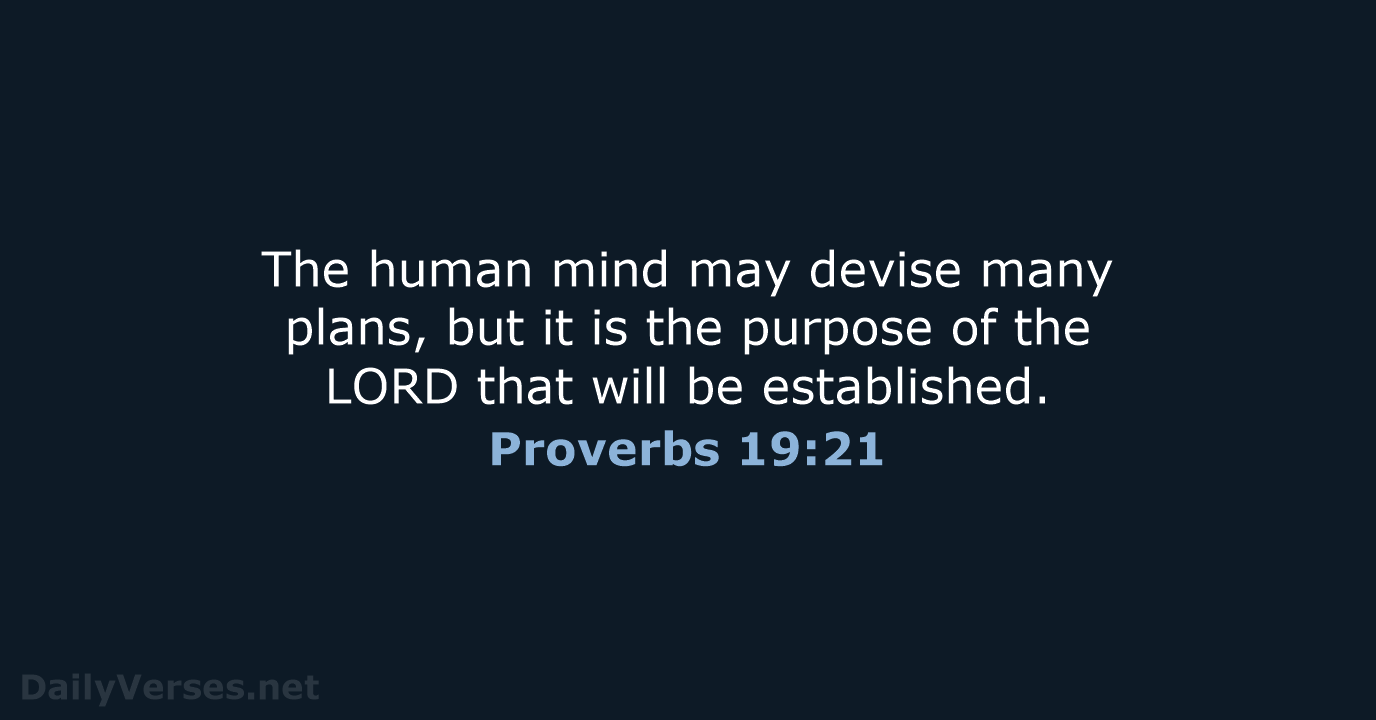 The human mind may devise many
plans, but it is the purpose of the
LORD that will be established.
Proverbs 19:21
DailyVerses.net